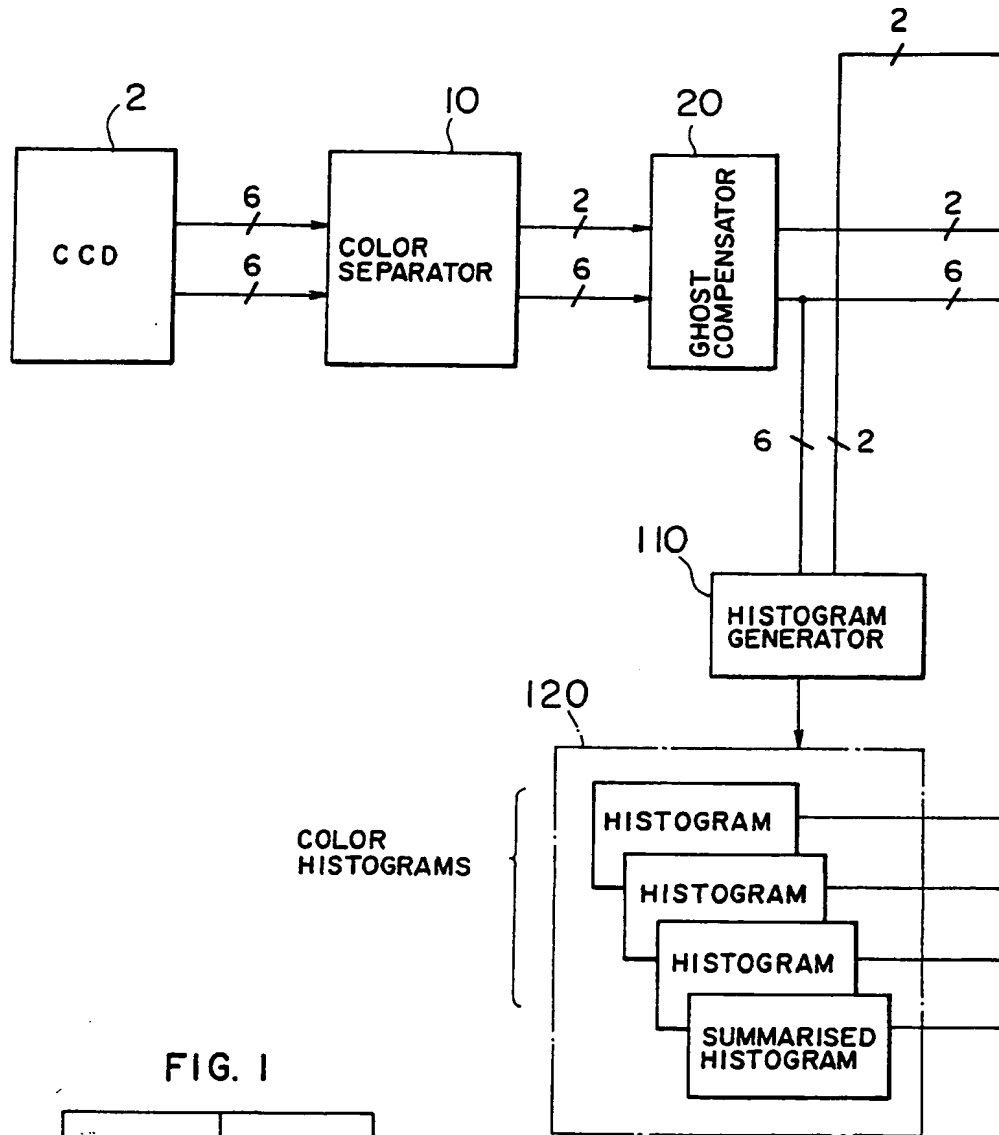 2
2
10
20
6
2
2
CCD
COLOR
SEPARATOR
GHOST
COMPENSATOR
6
6
6
6
2
110
HISTOGRAM
GENERATOR
120
COLOR
HISTOGRAMS
HISTOGRAM
HISTOGRAM
HISTOGRAM
SUMMARISED
HISTOGRAM
FIG. 1